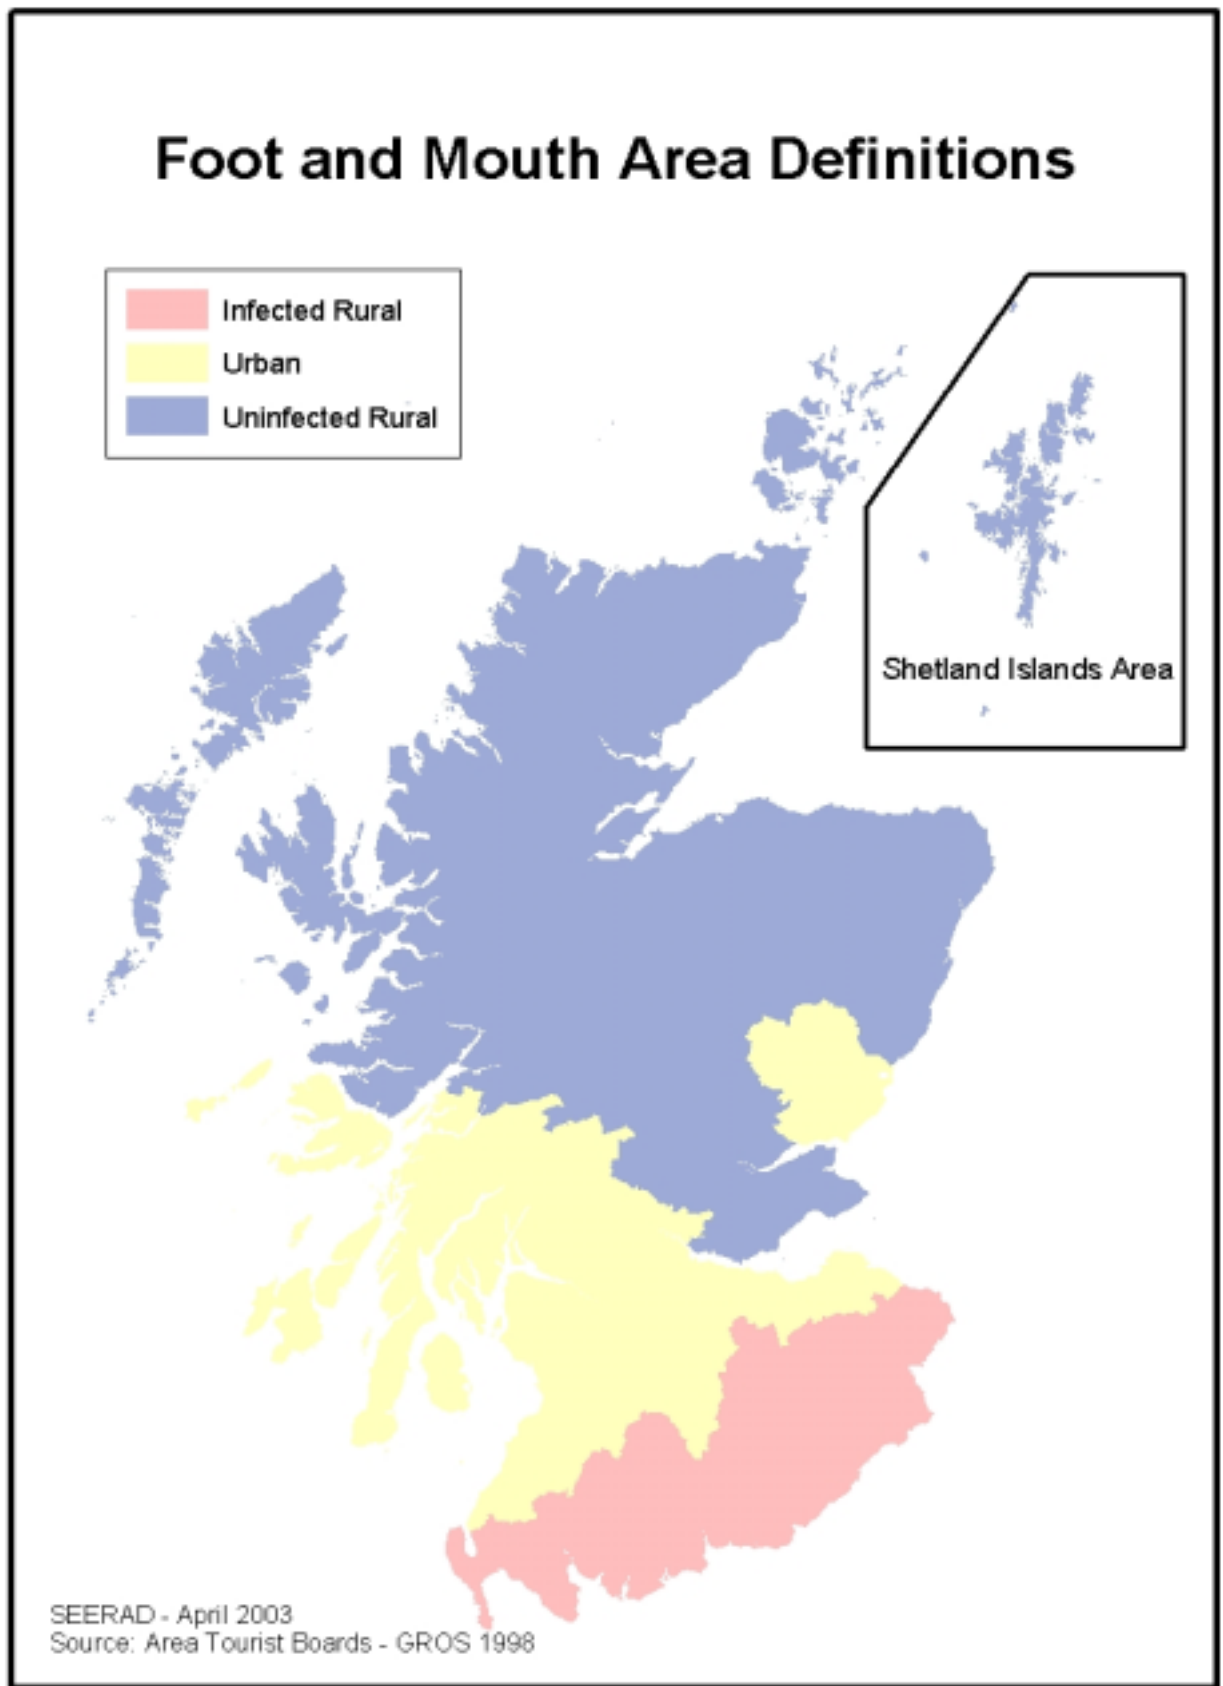 Foot and Mouth Area Definitions
Infected Rural
Urban
Uninfected Rural
Shetland Islands Area
SEERAD - April 2003
Source: Area Tourist Boards - GROS 1998